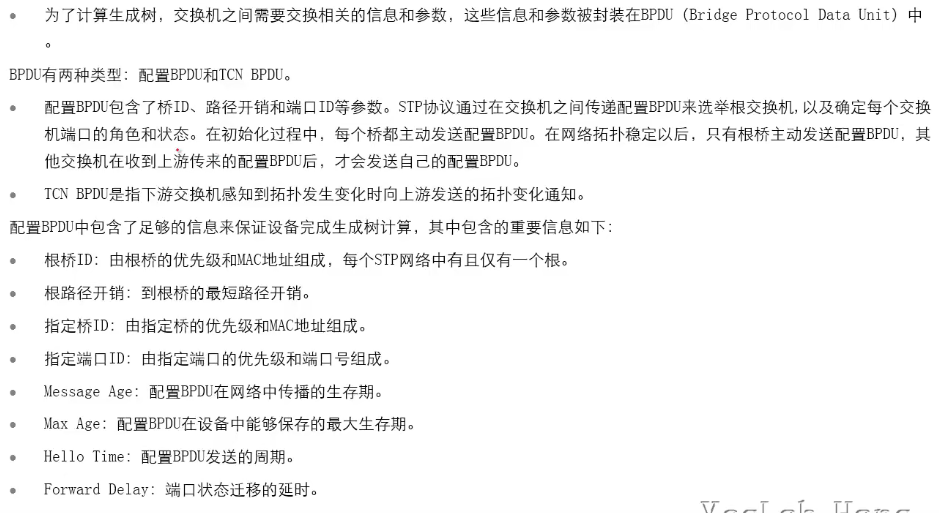 • 为了计算生成树，交换机之间需要交换相关的信息和参数，这些信息和参数被封装在BPDU（Bridge Protocol Data Unit）中
。
BPDU有两种类型：配置BPDU和TCN BPDU。
• 配置BPDU包含了桥ID、路径开销和端口ID等参数。STP协议通过在交换机之间传递配置BPDU来选举根交换机,以及确定每个交换
机端口的角色和状态。在初始化过程中，每个桥都主动发送配置BPDU。在网络拓扑稳定以后，只有根桥主动发送配置BPDU，其
他交换机在收到上游传来的配置BPDU后，才会发送自己的配置BPDU。
• TCN BPDU是指下游交换机感知到拓扑发生变化时向上游发送的拓扑变化通知。
配置BPDU中包含了足够的信息来保证设备完成生成树计算，其中包含的重要信息如下：
• 根桥ID：由根桥的优先级和MAC地址组成，每个STP网络中有且仅有一个根。
• 根路径开销：到根桥的最短路径开销。
• 指定桥ID：由指定桥的优先级和MAC地址组成。
• 指定端口ID：由指定端口的优先级和端口号组成。
• Message Age：配置BPDU在网络中传播的生存期。
• Max Age：配置BPDU在设备中能够保存的最大生存期。
• Hello Time：配置BPDU发送的周期。
• Forward Delay：端口状态迁移的延时。